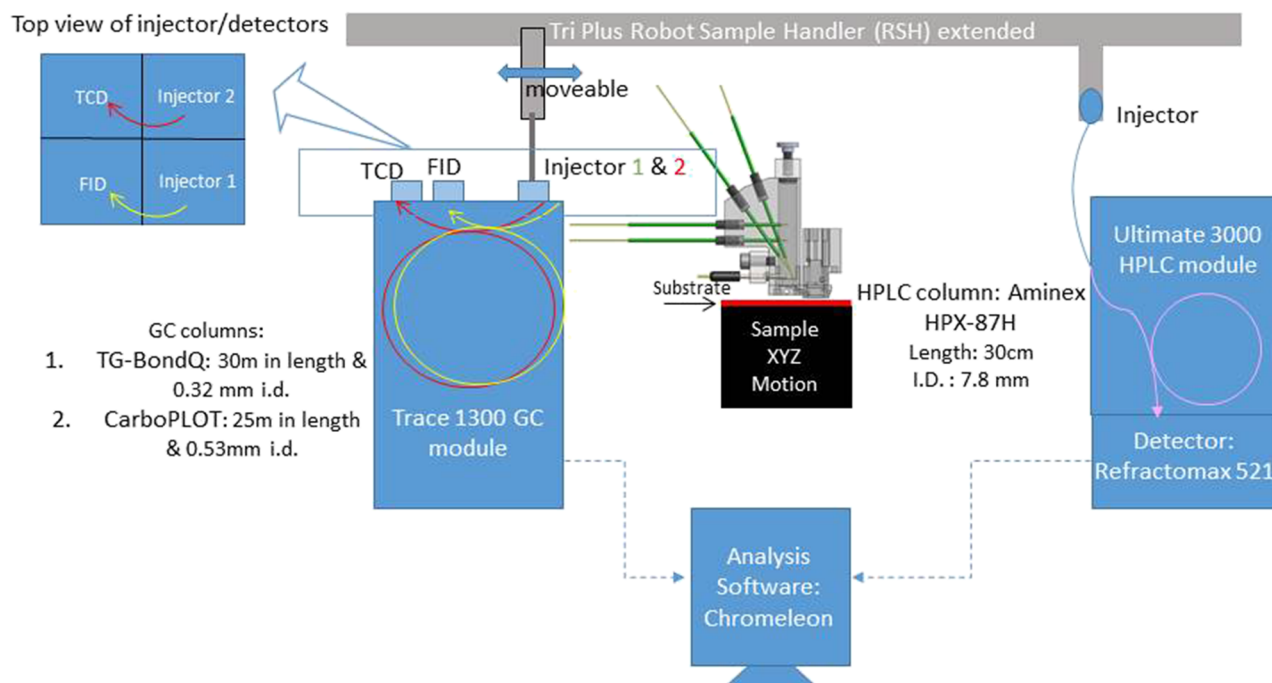 Top view of injector/detectors
Tri Plus Robot Sample Handler (RSH) extended
TCD
Injector 2
FID
Injector 1
moveable
Injector
TCD
FID
Injector 1 & 2
Ultimate 3000
HPLC module
Substrate
HPLC column: Aminex
HPX-87H
Length: 30cm
I.D. : 7.8 mm
Sample
XYZ
Motion
GC columns:
1. TG-BondQ: 30m in length &
0.32 mm i.d.
2. CarboPLOT: 25m in length
& 0.53mm i.d.
Trace 1300 GC
module
Detector:
Refractomax 521
Analysis
Software:
Chromeleon